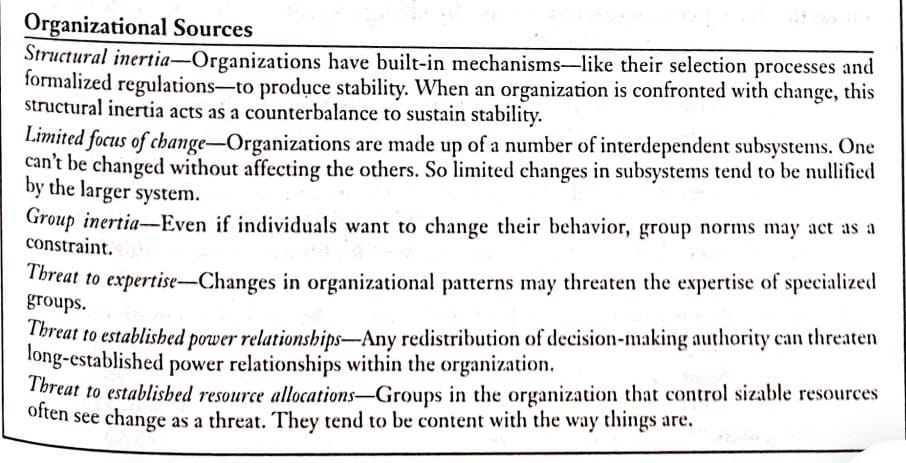 Organizational Sources
Structural inertia—Organizations have built-in mechanisms—like their selection processes and
formalized regulations—to produce stability. When an organization is confronted with change, this
structural inertia acts as a counterbalance to sustain stability.
Limited focus of change—Organizations are made up of a number of interdependent subsystems. One
can't be changed without affecting the others. So limited changes in subsystems tend to be nullified
by the larger system.
Group inertia—Even if individuals want to change their behavior, group norms may act as a
constraint.
Threat to expertise—Changes in organizational patterns may threaten the expertise of specialized
groups.
Threat to established power relationships—Any redistribution of decision-making authority can threaten
long-established power relationships within the organization.
Threat to established resource allocations—Groups in the organization that control sizable resources
often see change as a threat. They tend to be content with the way things are.